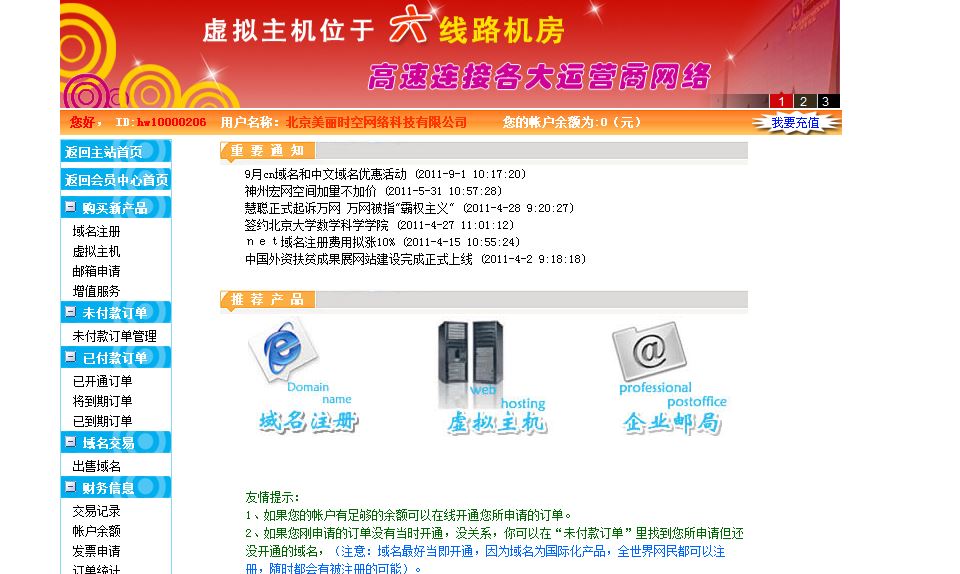 虚拟主机位于六线路机房
高速连接各大运营商网络
1 2 3
您好， ID:hw10000206 用户名称：北京美丽时空网络科技有限公司 您的帐户余额为:0（元） 我要充值
返回主站首页
返回会员中心首页
购买新产品
域名注册
虚拟主机
邮箱申请
增值服务
未付款订单
未付款订单管理
已付款订单
已开通订单
将到期订单
已到期订单
域名交易
出售域名
财务信息
交易记录
帐户余额
发票申请
订单统计
重要通知
9月cn域名和中文域名优惠活动 (2011-9-1 10:17:20)
神州宏网空间加量不加价 (2011-5-31 10:57:28)
慧聪正式起诉万网 万网被指"霸权主义" (2011-4-28 9:20:27)
签约北京大学数学科学学院 (2011-4-27 11:01:12)
ｎｅｔ域名注册费用拟涨10% (2011-4-15 10:55:24)
中国外资扶贫成果展网站建设完成正式上线 (2011-4-2 9:18:18)
推荐产品
Domain
name
域名注册
web
hosting
虚拟主机
professional
postoffice
企业邮局
友情提示：
1、如果您的帐户有足够的余额可以在线开通您所申请的订单。
2、如果您刚申请的订单没有当时开通，没关系，你可以在“未付款订单”里找到您所申请但还
没开通的域名，（注意：域名最好当即开通，因为域名为国际化产品，全世界网民都可以注
册，随时都会有被注册的可能）。